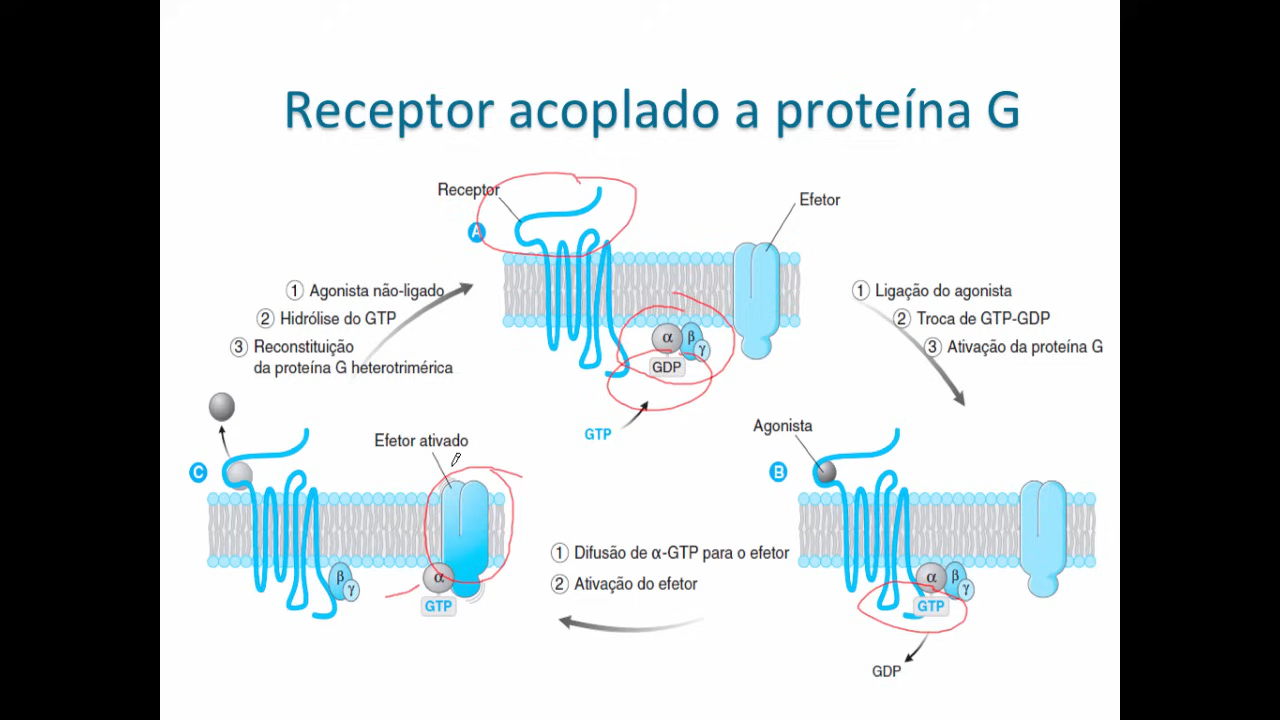 Receptor acoplado a proteína G
Receptor
Efetor
A
1 Agonista não-ligado
2 Hidrólise do GTP
3 Reconstituição
da proteína G heterotrimérica
1 Ligação do agonista
2 Troca de GTP-GDP
3 Ativação da proteína G
α β γ
GDP
GTP
Efetor ativado
C
β γ
α
GTP
Agonista
B
α β γ
GTP
GDP
1 Difusão de α-GTP para o efetor
2 Ativação do efetor